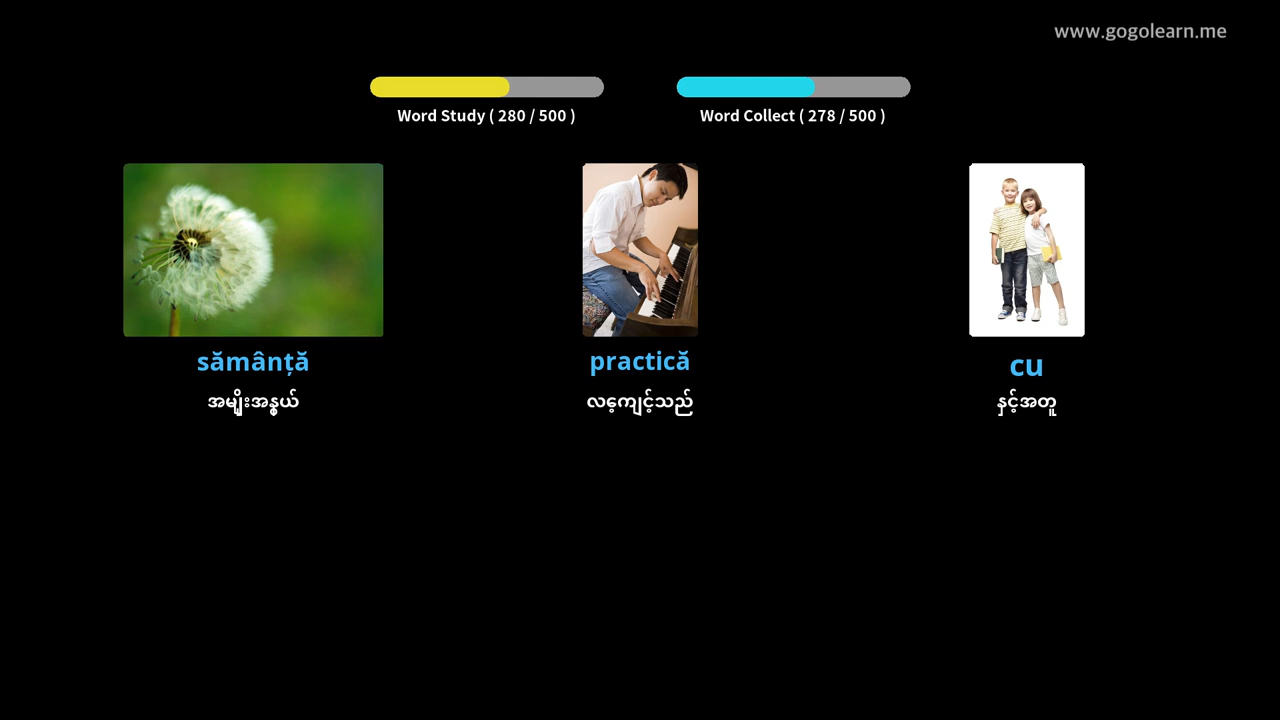 www.gogolearn.me
Word Study ( 280 / 500 )
Word Collect ( 278 / 500 )
sămânță
practică
cu
အမျိုးအနွယ်
လေ့ကျင့်သည်
နှင့်အတူ